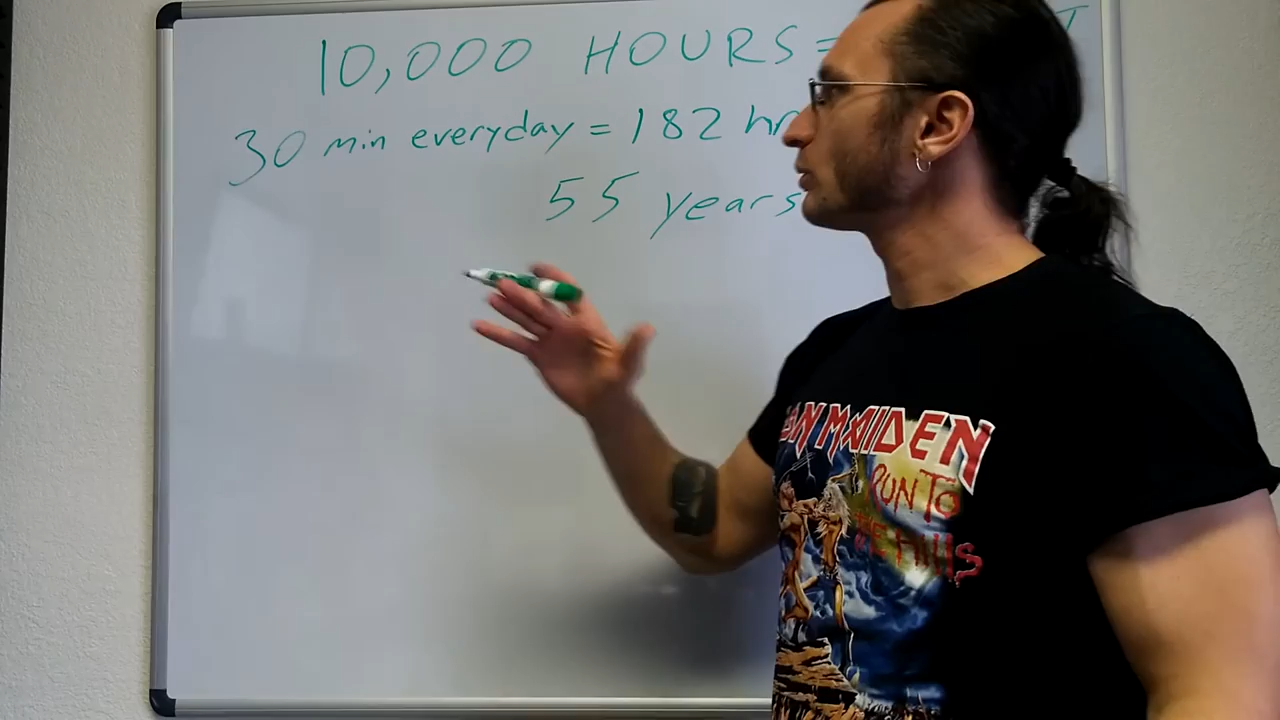 10,000 HOURS =
30 min everyday = 182 hr
55 years
IRON MAIDEN
RUN TO
THE HILLS